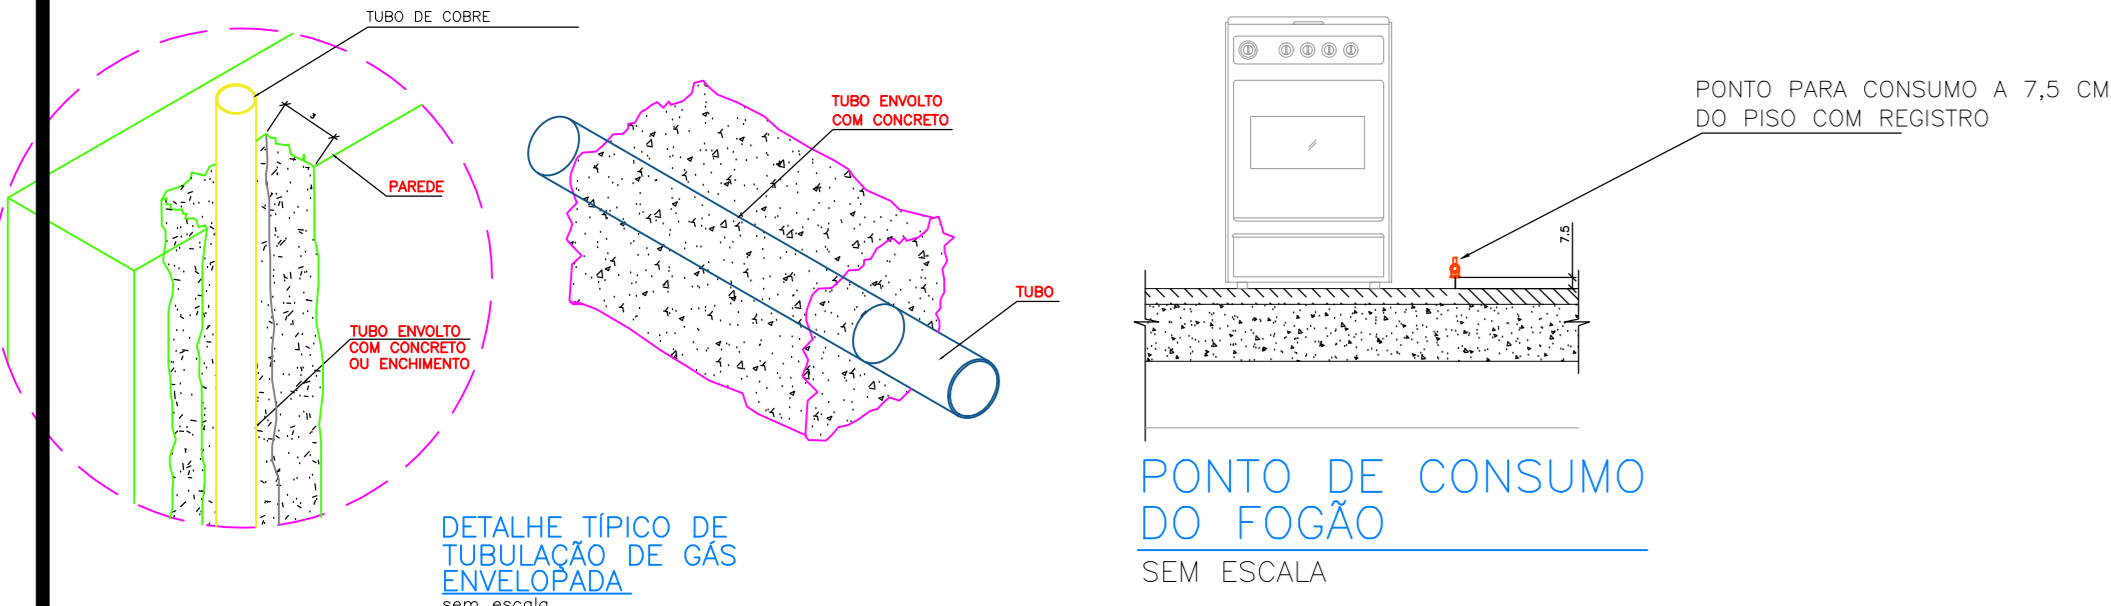 TUBO DE COBRE
3
PAREDE
TUBO ENVOLTO
COM CONCRETO
OU ENCHIMENTO
TUBO ENVOLTO
COM CONCRETO
TUBO
DETALHE TÍPICO DE
TUBULAÇÃO DE GÁS
ENVELOPADA
sem escala
PONTO PARA CONSUMO A 7,5 CM
DO PISO COM REGISTRO
7.5
PONTO DE CONSUMO
DO FOGÃO
SEM ESCALA